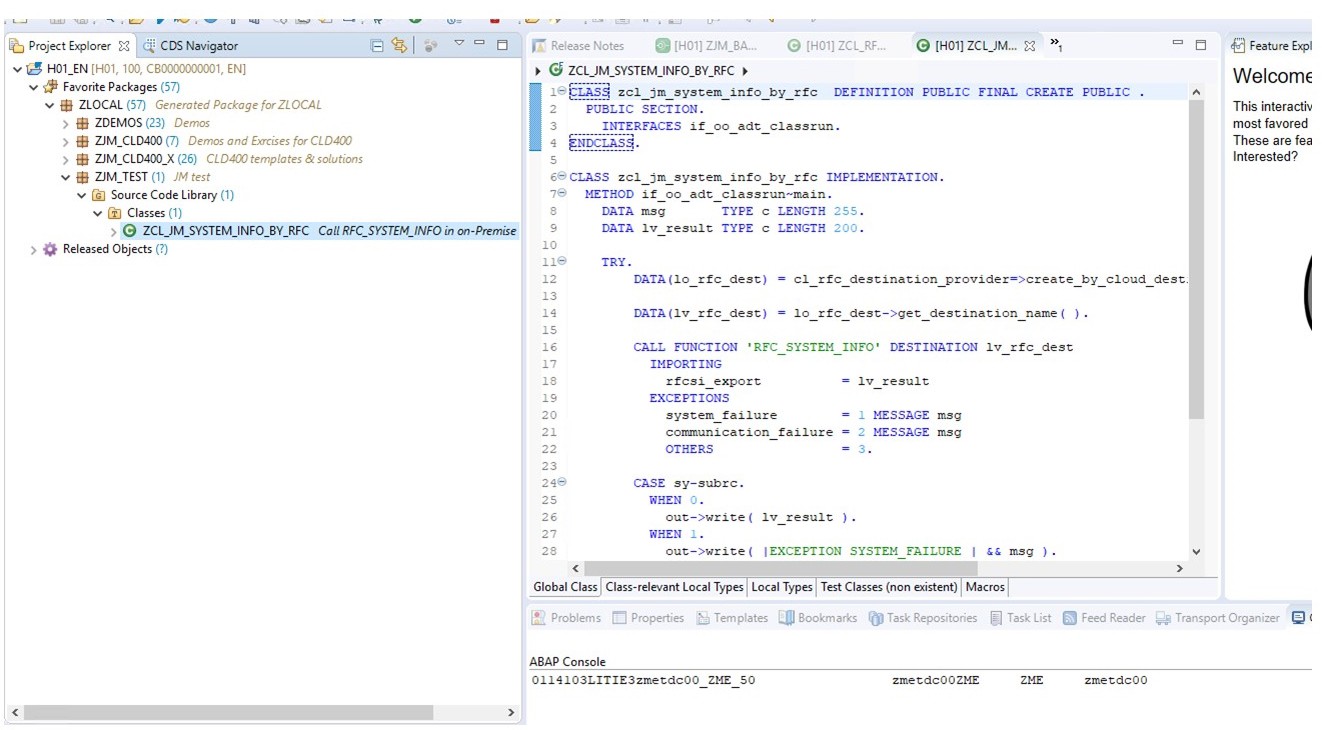 Project Explorer
CDS Navigator
H01_EN [H01, 100, CB0000000001, EN]
Favorite Packages (57)
ZLOCAL (57) Generated Package for ZLOCAL
ZDEMOS (23) Demos
ZJM_CLD400 (7) Demos and Exrcises for CLD400
ZJM_CLD400_X (26) CLD400 templates & solutions
ZJM_TEST (1) JM test
Source Code Library (1)
Classes (1)
ZCL_JM_SYSTEM_INFO_BY_RFC Call RFC_SYSTEM_INFO in on-Premise
Released Objects (?)
Release Notes
[H01] ZJM_BA...
[H01] ZCL_RF...
[H01] ZCL_JM...
»1
ZCL_JM_SYSTEM_INFO_BY_RFC
1 CLASS zcl_jm_system_info_by_rfc DEFINITION PUBLIC FINAL CREATE PUBLIC .
2 PUBLIC SECTION.
3 INTERFACES if_oo_adt_classrun.
4 ENDCLASS.
5
6 CLASS zcl_jm_system_info_by_rfc IMPLEMENTATION.
7 METHOD if_oo_adt_classrun~main.
8 DATA msg TYPE c LENGTH 255.
9 DATA lv_result TYPE c LENGTH 200.
10
11 TRY.
12 DATA(lo_rfc_dest) = cl_rfc_destination_provider=>create_by_cloud_dest
13
14 DATA(lv_rfc_dest) = lo_rfc_dest->get_destination_name( ).
15
16 CALL FUNCTION 'RFC_SYSTEM_INFO' DESTINATION lv_rfc_dest
17 IMPORTING
18 rfcsi_export = lv_result
19 EXCEPTIONS
20 system_failure = 1 MESSAGE msg
21 communication_failure = 2 MESSAGE msg
22 OTHERS = 3.
23
24 CASE sy-subrc.
25 WHEN 0.
26 out->write( lv_result ).
27 WHEN 1.
28 out->write( |EXCEPTION SYSTEM_FAILURE | && msg ).
Global Class
Class-relevant Local Types
Local Types
Test Classes (non existent)
Macros
Feature Expl
Welcome
This interactiv
most favored
These are fea
Interested?
Problems
Properties
Templates
Bookmarks
Task Repositories
Task List
Feed Reader
Transport Organizer
ABAP Console
0114103LITIE3zmetdc00_ZME_50 zmetdc00ZME ZME zmetdc00